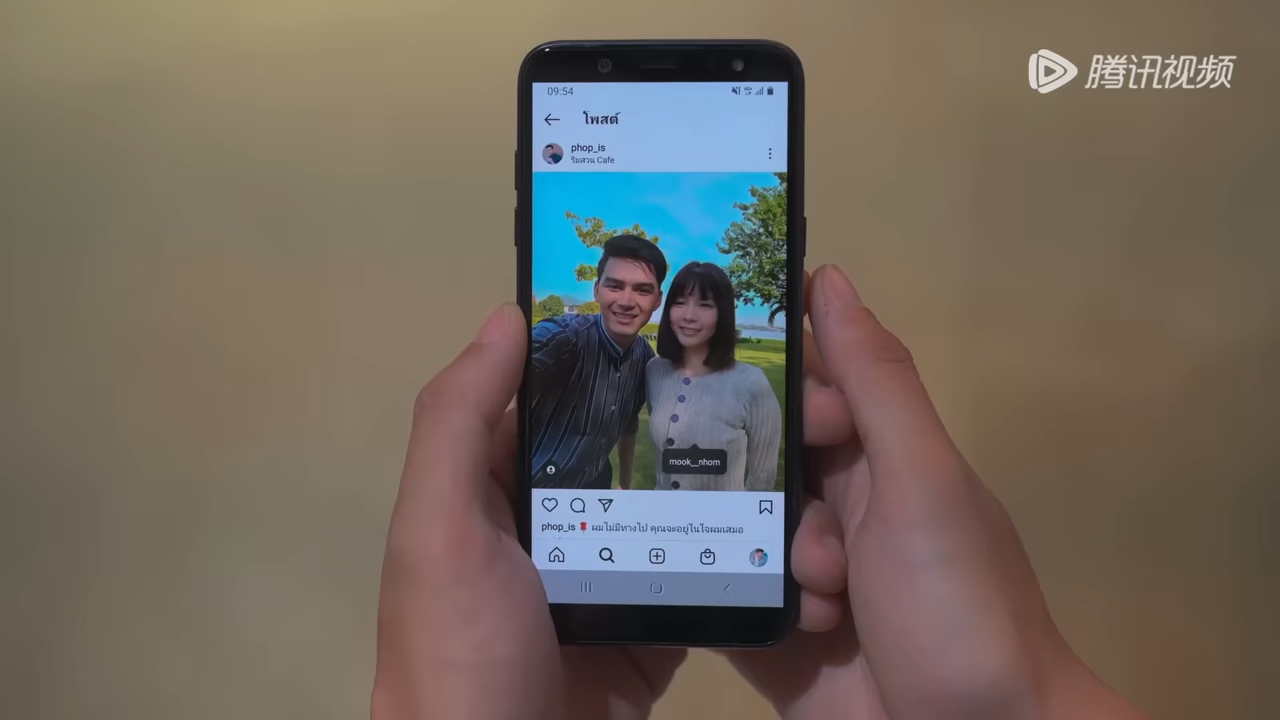 腾讯视频
09:54
โพสต์
phop_is
ริมสวน Cafe
mook__nhom
phop_is ผมไม่มีทางไป คุณจะอยู่ในใจผมเสมอ